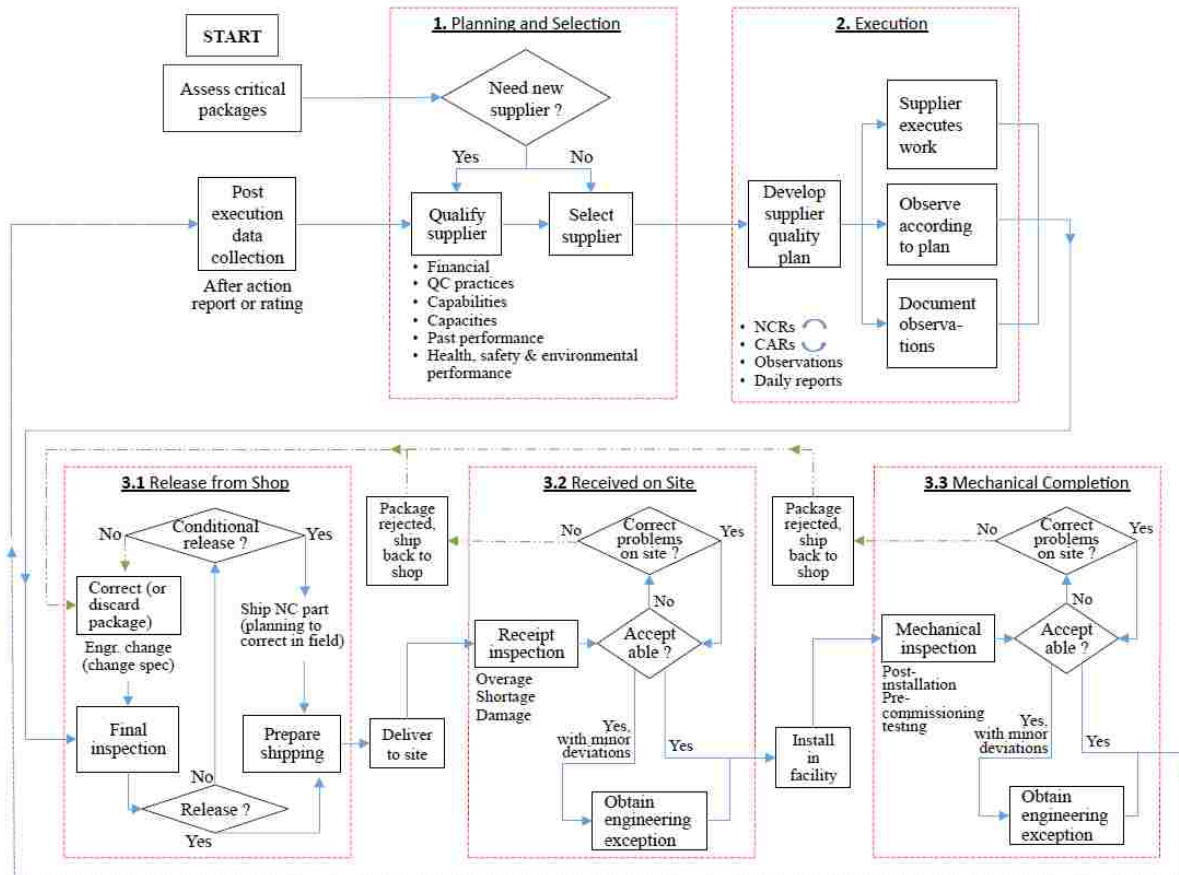 START
Assess critical
packages
1. Planning and Selection
Need new
supplier ?
Yes
No
Post
execution
data
collection
After action
report or rating
Qualify
supplier
Select
supplier
• Financial
• QC practices
• Capabilities
• Capacities
• Past performance
• Health, safety & environmental
performance
2. Execution
Develop
supplier
quality
plan
Supplier
executes
work
Observe
according
to plan
Document
observa-
tions
• NCRs
• CARs
• Observations
• Daily reports
3.1 Release from Shop
No
Conditional
release ?
Yes
Correct (or
discard
package)
Engr. change
(change spec)
Ship NC part
(planning to
correct in field)
Final
inspection
Prepare
shipping
No
Release ?
Yes
Deliver
to site
Package
rejected,
ship
back to
shop
3.2 Received on Site
No
Correct
problems
on site ?
Yes
No
Receipt
inspection
Accept
able ?
Overage
Shortage
Damage
Yes,
with minor
deviations
Yes
Obtain
engineering
exception
Install
in
facility
Package
rejected,
ship
back to
shop
3.3 Mechanical Completion
No
Correct
problems
on site ?
Yes
No
Mechanical
inspection
Accept
able ?
Post-
installation
Pre-
commissioning
testing
Yes,
with minor
deviations
Yes
Obtain
engineering
exception